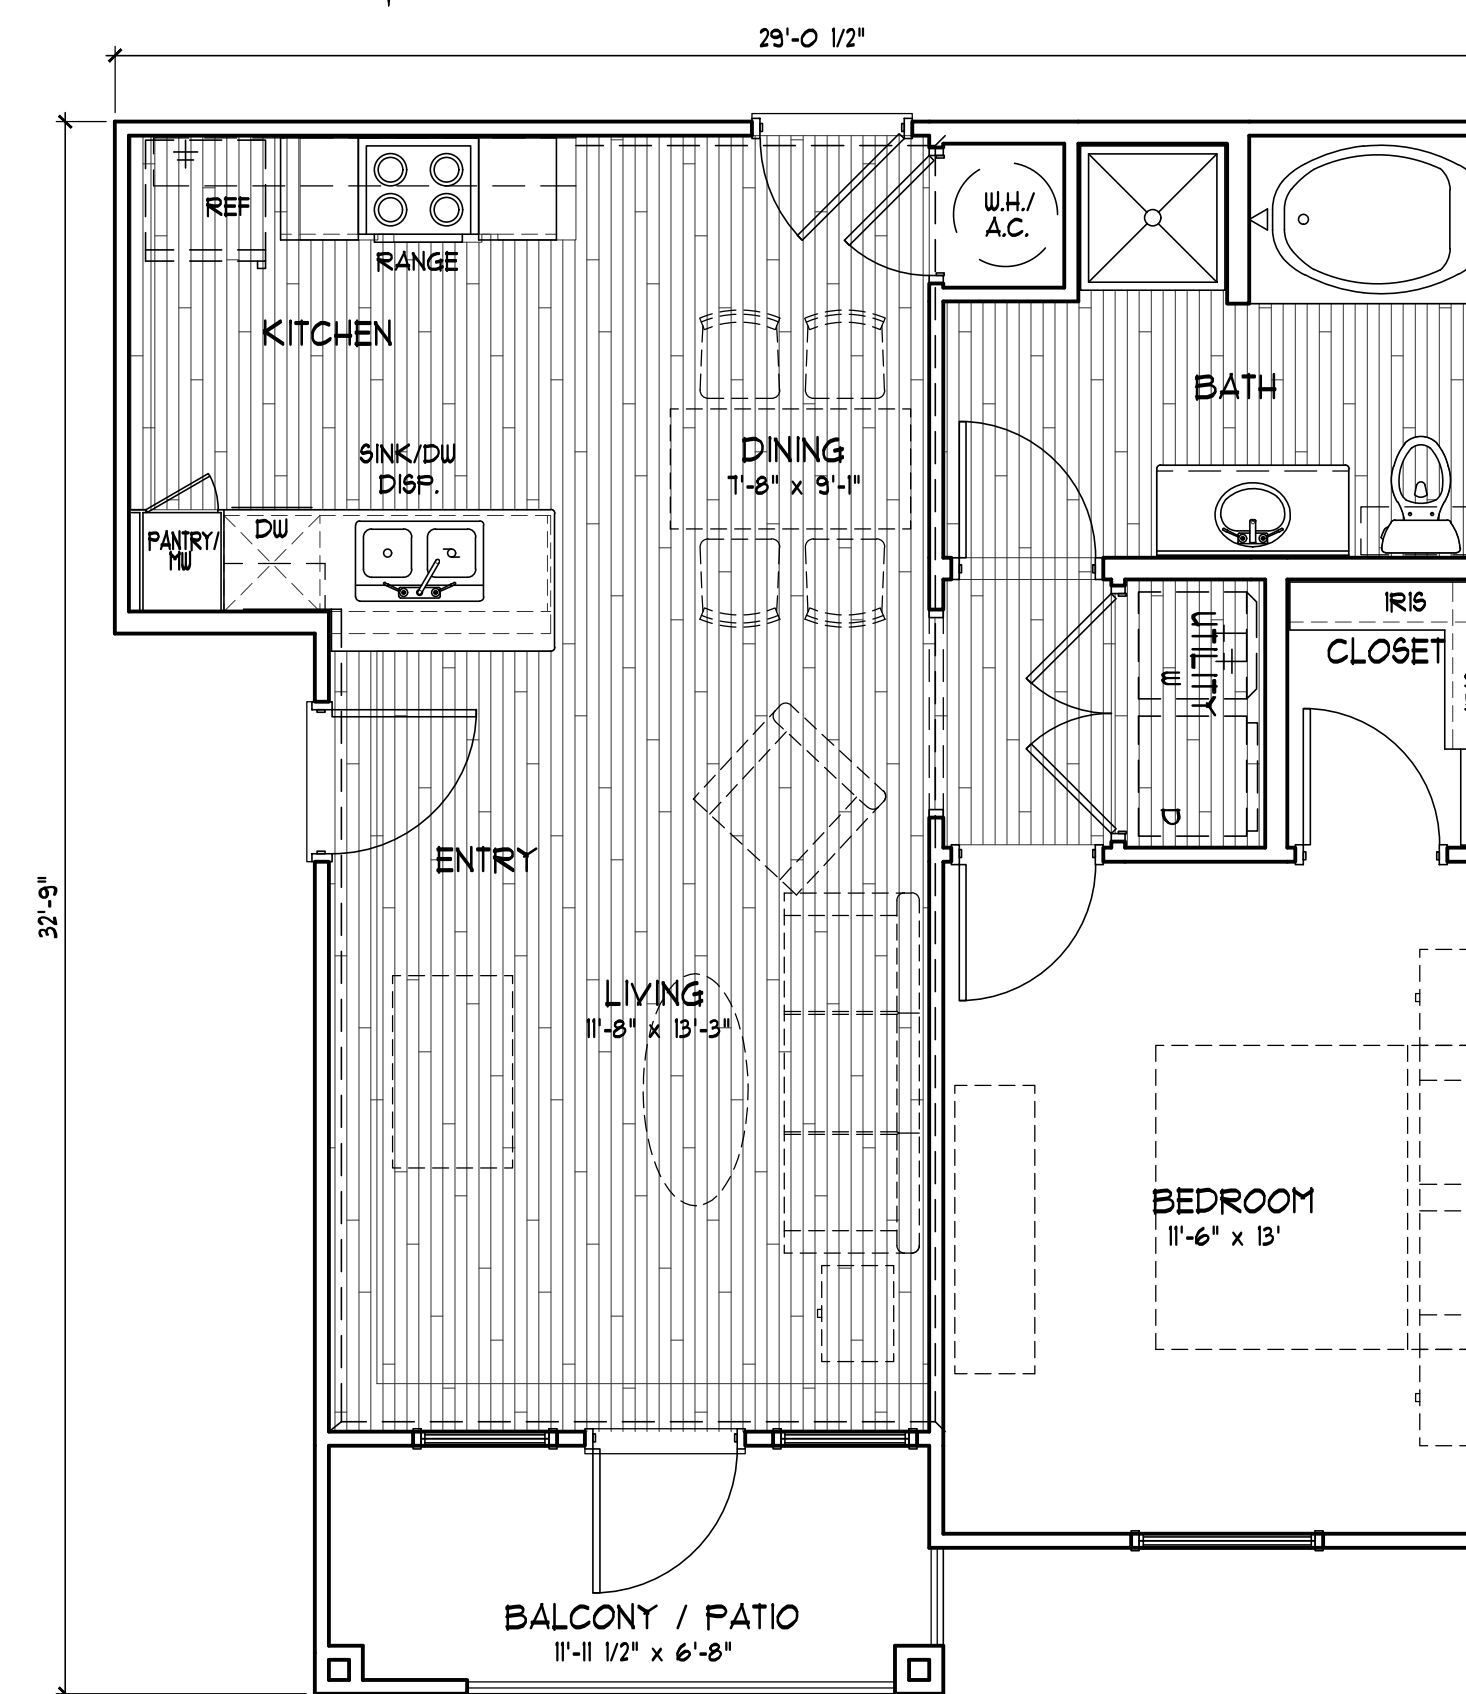 29'-0 1/2"
REF
RANGE
W.H./
A.C.
KITCHEN
BATH
SINK/DW
DISP.
DINING
7'-8" x 9'-1"
PANTRY/
MW
DW
IRIS
UTILITY
W
D
CLOSET
ENTRY
32'-9"
LIVING
11'-8" x 13'-3"
BEDROOM
11'-6" x 13'
BALCONY / PATIO
11'-11 1/2" x 6'-8"